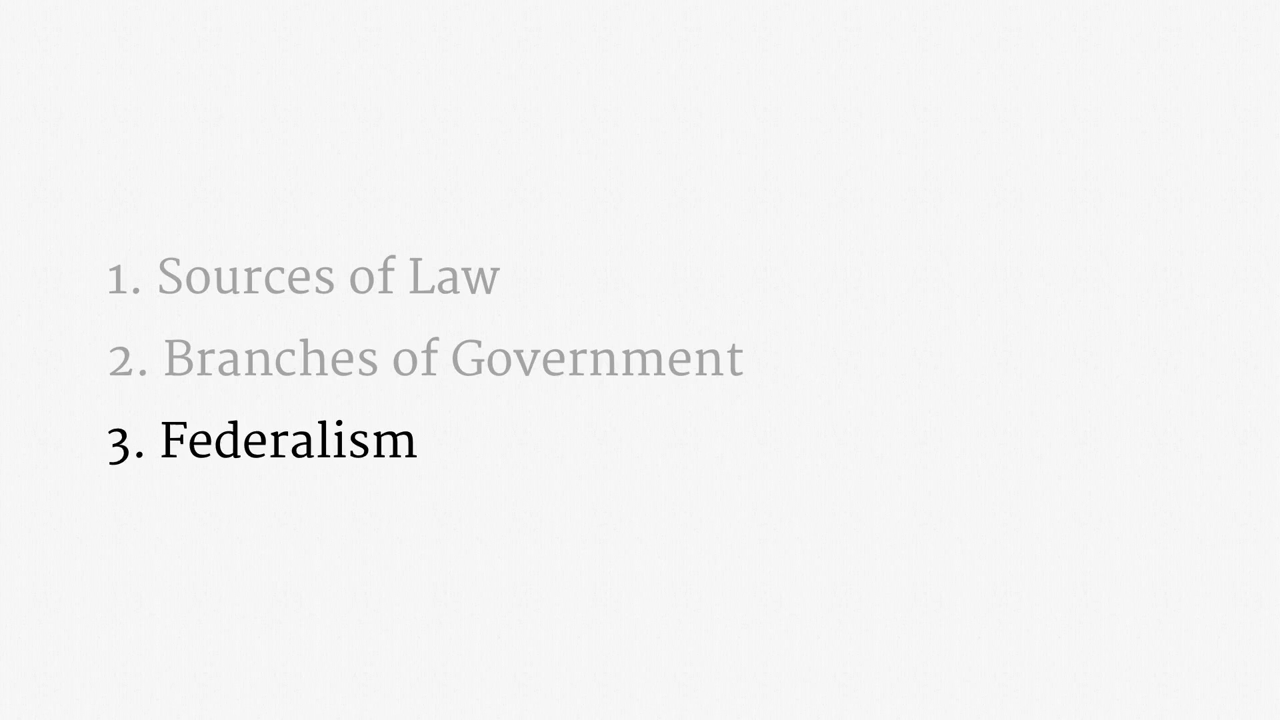 1. Sources of Law
2. Branches of Government
3. Federalism